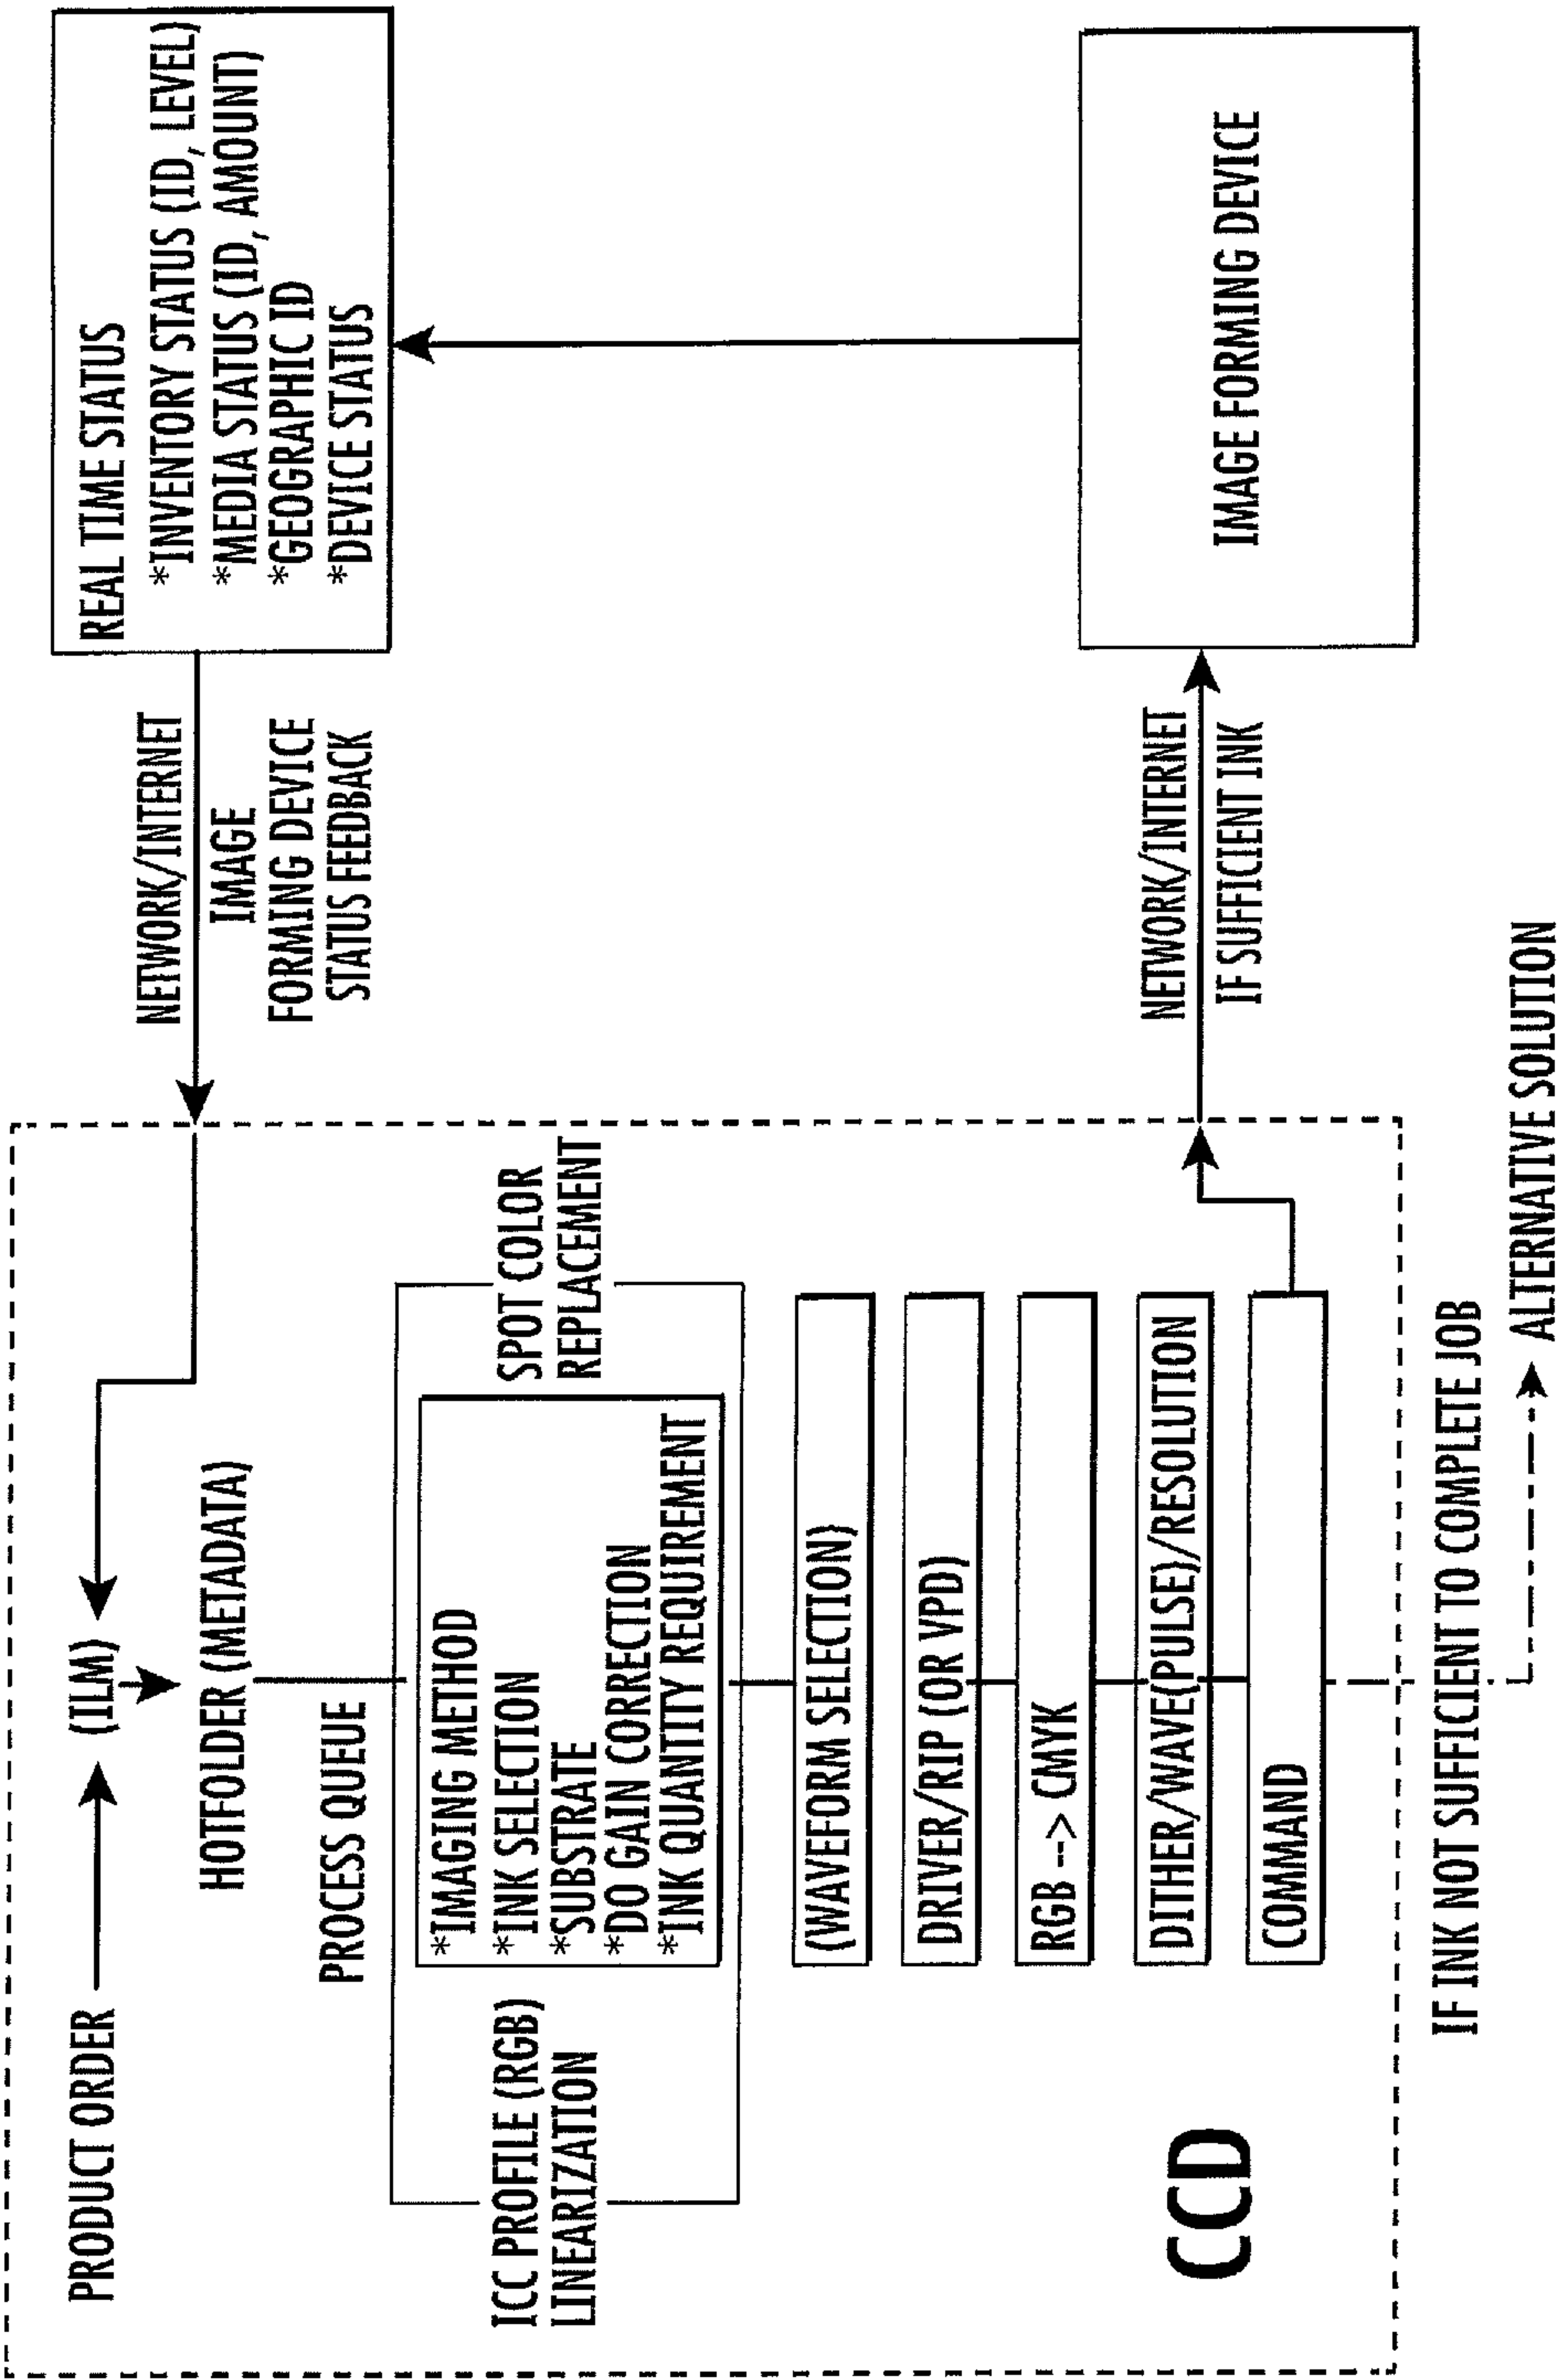 PRODUCT ORDER
(ILM)
HOTFOLDER (METADATA)
PROCESS QUEUE
ICC PROFILE (RGB)
LINEARIZATION
*IMAGING METHOD
*INK SELECTION
*SUBSTRATE
*DO GAIN CORRECTION
*INK QUANTITY REQUIREMENT
SPOT COLOR
REPLACEMENT
(WAVEFORM SELECTION)
DRIVER/RIP (OR VPD)
RGB --> CMYK
DITHER/WAVE(PULSE)/RESOLUTION
COMMAND
CCD
IF INK NOT SUFFICIENT TO COMPLETE JOB
ALTERNATIVE SOLUTION
NETWORK/INTERNET
IMAGE
FORMING DEVICE
STATUS FEEDBACK
NETWORK/INTERNET
IF SUFFICIENT INK
REAL TIME STATUS
*INVENTORY STATUS (ID, LEVEL)
*MEDIA STATUS (ID, AMOUNT)
*GEOGRAPHIC ID
*DEVICE STATUS
IMAGE FORMING DEVICE